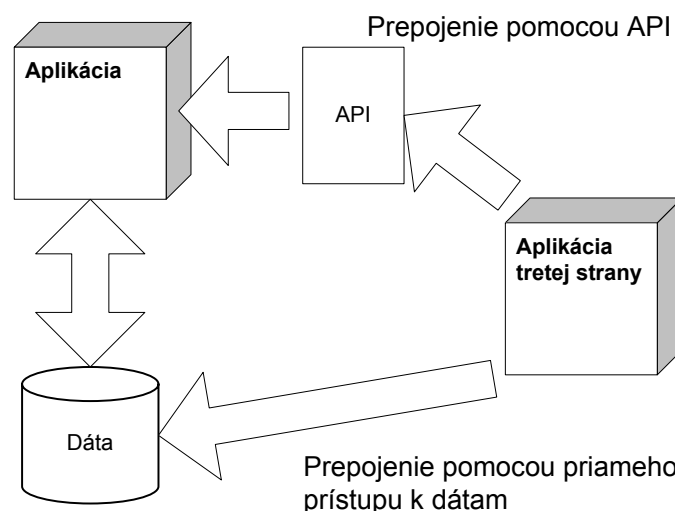 Prepojenie pomocou API
Aplikácia
API
Aplikácia
tretej strany
Dáta
Prepojenie pomocou priameho
prístupu k dátam